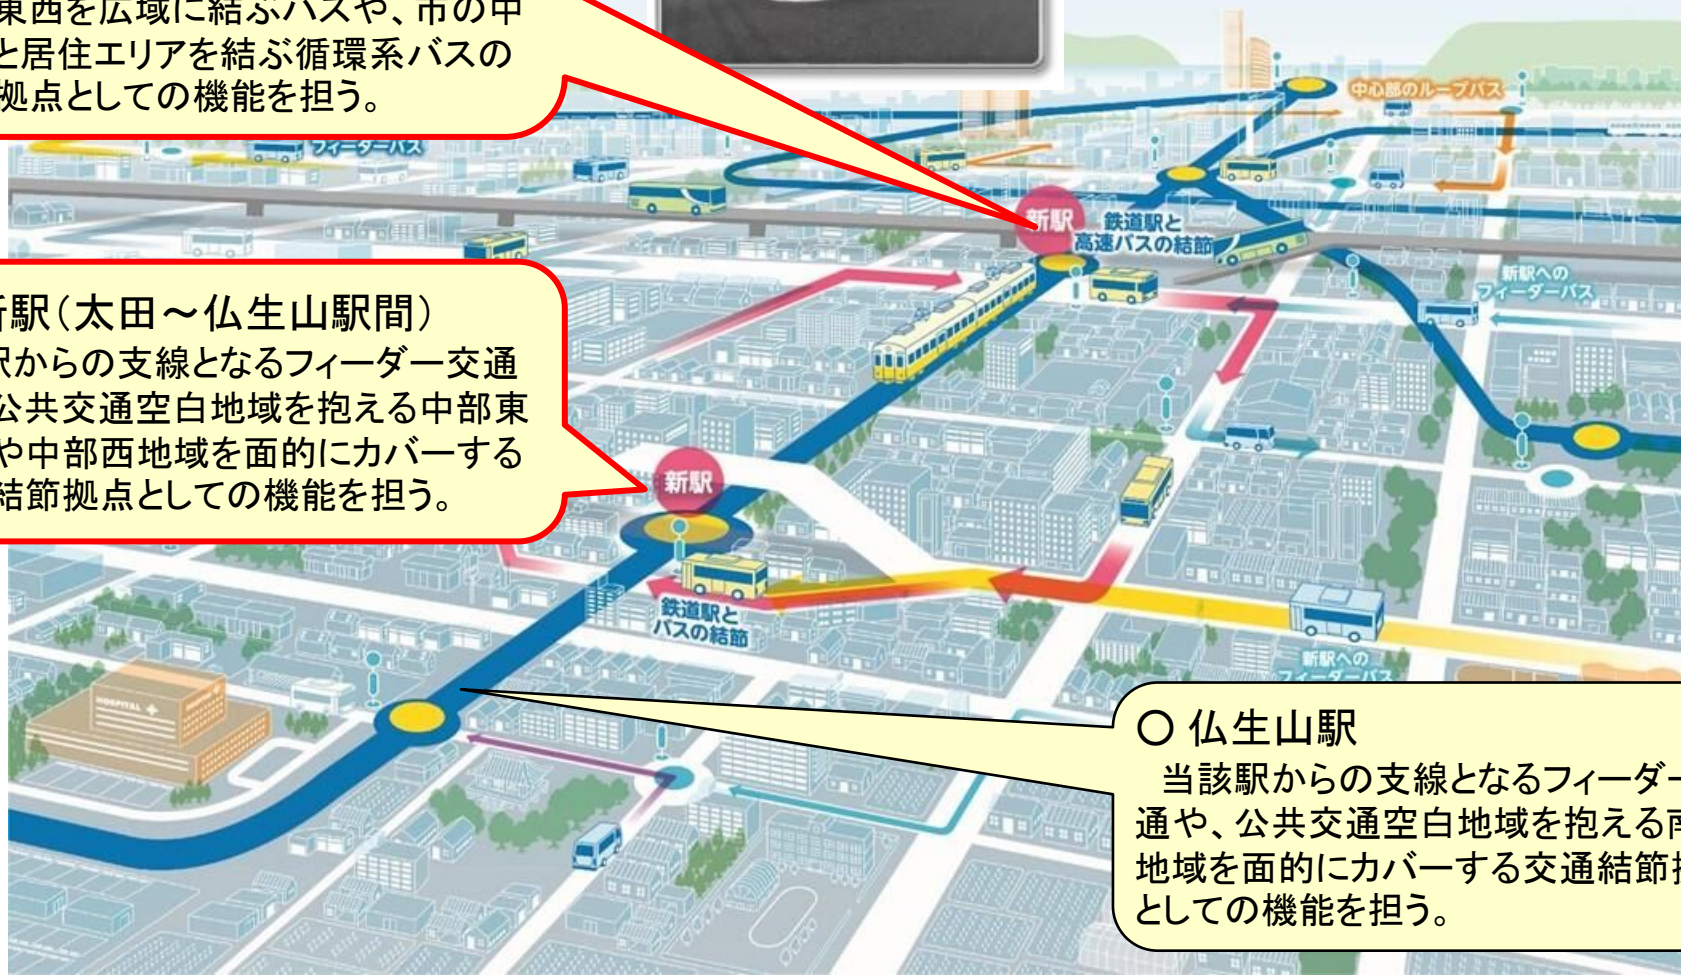 東西を広域に結ぶバスや、市の中
と居住エリアを結ぶ循環系バスの
拠点としての機能を担う。
中心部のループバス
フィーダーバス
新駅
鉄道駅と
高速バスの結節
新駅への
フィーダーバス
新駅(太田～仏生山駅間)
駅からの支線となるフィーダー交通
公共交通空白地域を抱える中部東
や中部西地域を面的にカバーする
結節拠点としての機能を担う。
新駅
鉄道駅と
バスの結節
新駅への
フィーダーバス
HOSPITAL
〇 仏生山駅
当該駅からの支線となるフィーダー
通や、公共交通空白地域を抱える南
地域を面的にカバーする交通結節拠
としての機能を担う。